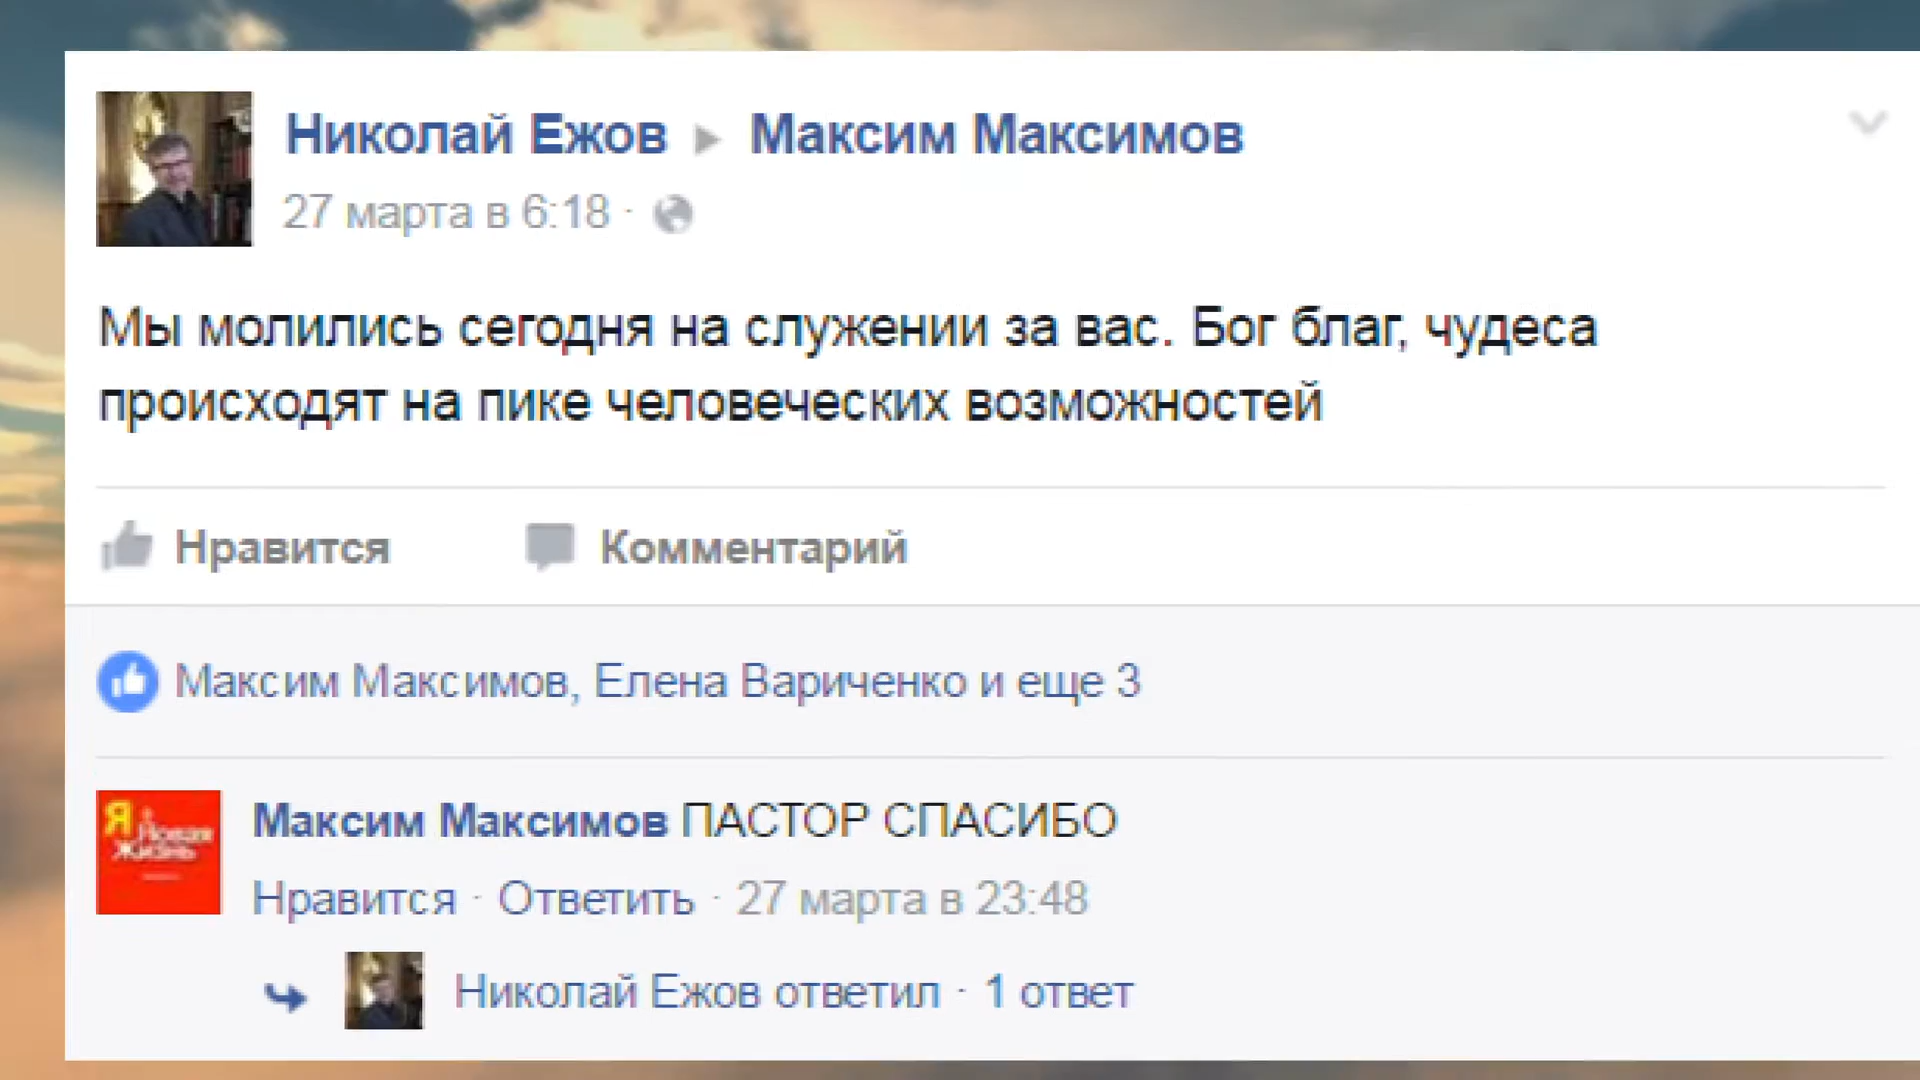 Николай Ежов ▸ Максим Максимов
27 марта в 6:18 ·
Мы молились сегодня на служении за вас. Бог благ, чудеса
происходят на пике человеческих возможностей
Нравится Комментарий
Максим Максимов, Елена Вариченко и еще 3
Я
Новая
Жизнь
Максим Максимов ПАСТОР СПАСИБО
Нравится · Ответить · 27 марта в 23:48
Николай Ежов ответил · 1 ответ